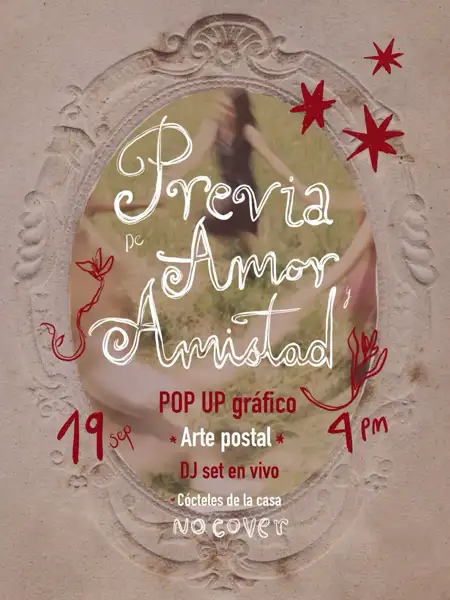 Previa
De Amor y
Amistad
POP UP gráfico
19 sep
* Arte postal *
4 pm
DJ set en vivo
Cócteles de la casa
NO COVER